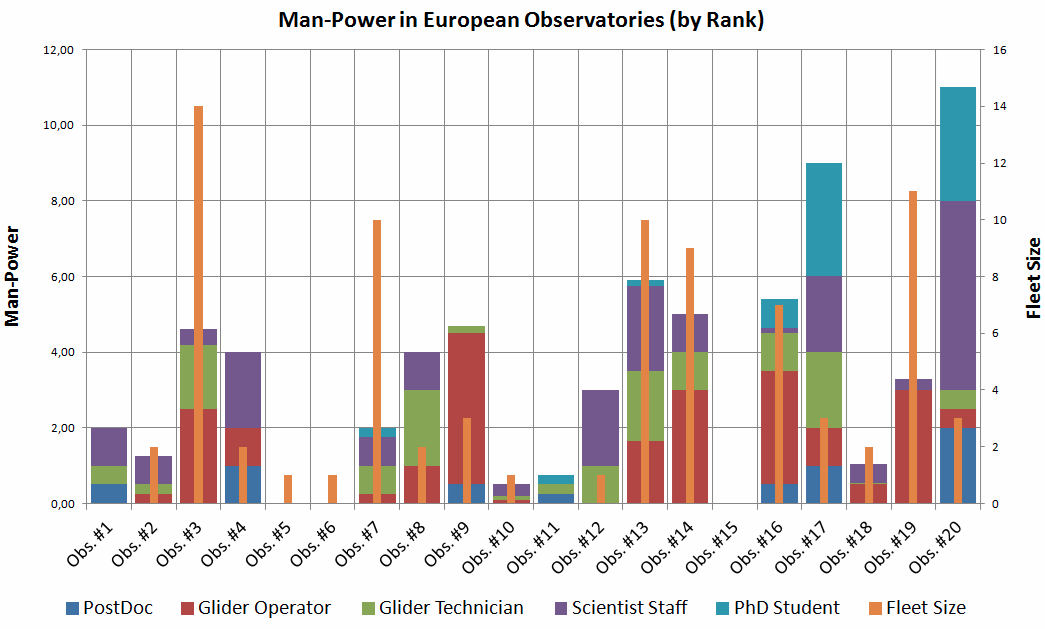 Man-Power in European Observatories (by Rank)
12,00
10,00
8,00
6,00
4,00
2,00
0,00
Man-Power
16
14
12
10
8
6
4
2
0
Fleet Size
Obs. #1
Obs. #2
Obs. #3
Obs. #4
Obs. #5
Obs. #6
Obs. #7
Obs. #8
Obs. #9
Obs. #10
Obs. #11
Obs. #12
Obs. #13
Obs. #14
Obs. #15
Obs. #16
Obs. #17
Obs. #18
Obs. #19
Obs. #20
PostDoc Glider Operator Glider Technician Scientist Staff PhD Student Fleet Size